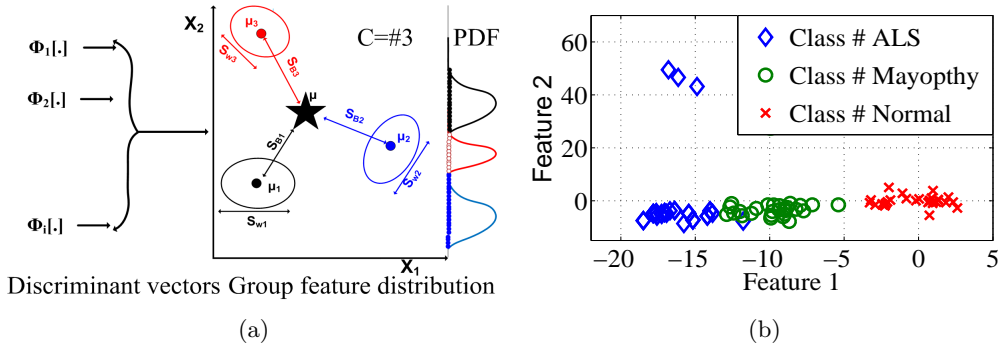 Φ1[.]
Φ2[.]
Φi[.]
X2
μ3
Sw3
SB3
C=#3
PDF
μ
SB1
SB2
μ2
Sw2
μ1
Sw1
X1
Discriminant vectors Group feature distribution
(a)
Feature 2
60
40
20
0
−20 −15 −10 −5 0 5
Feature 1
Class # ALS
Class # Mayopthy
Class # Normal
(b)